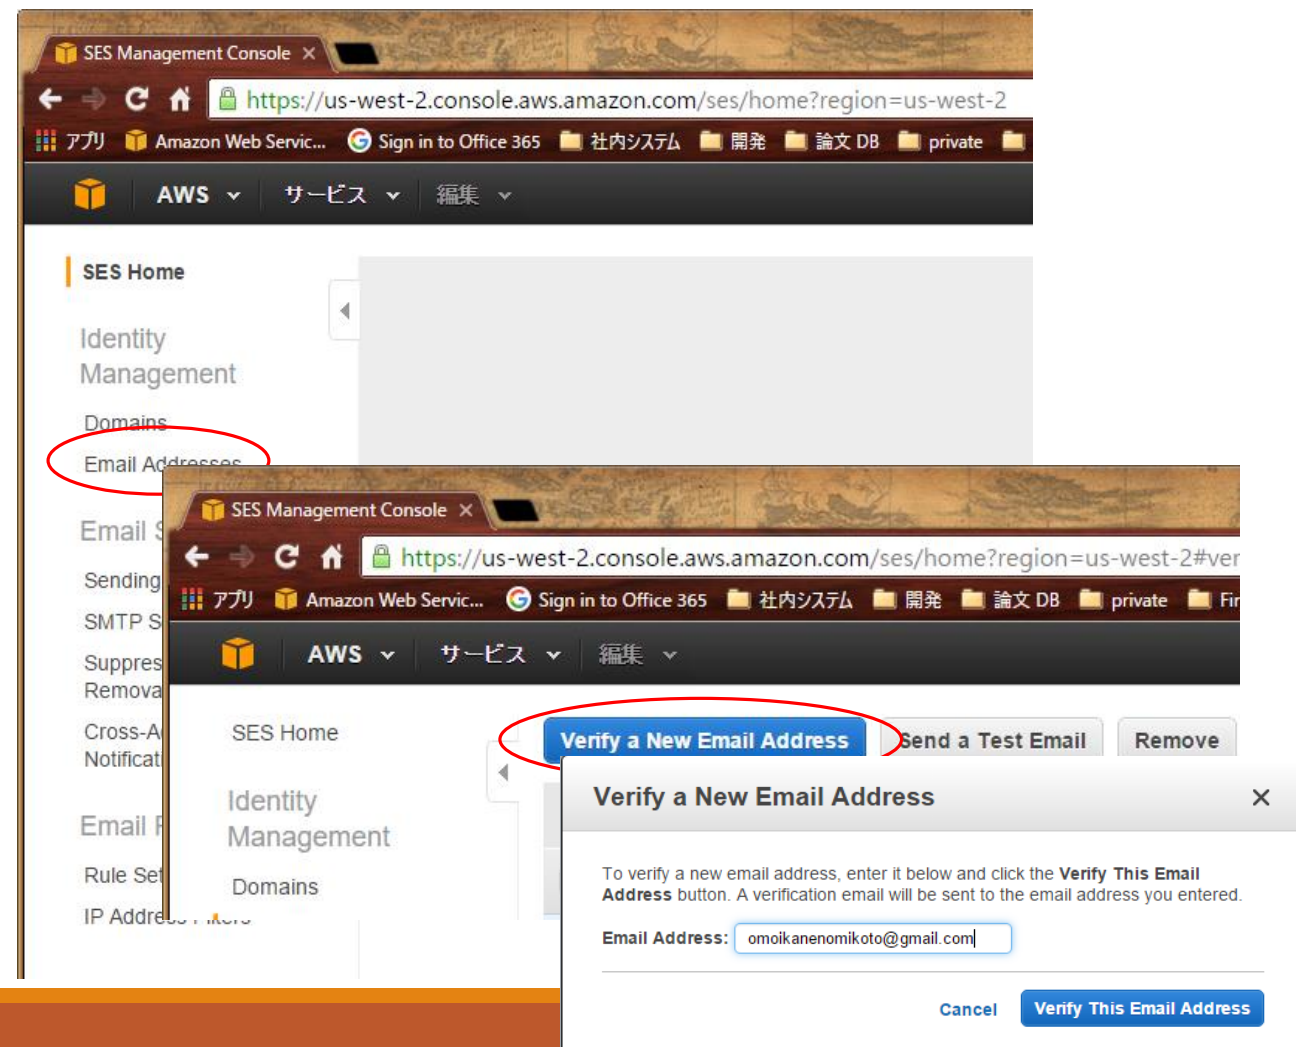 SES Management Console
https://us-west-2.console.aws.amazon.com/ses/home?region=us-west-2
アプリ Amazon Web Servic... Sign in to Office 365 社内システム 開発 論文 DB private
AWS サービス 編集
SES Home
Identity
Management
Domains
Email Addresses
Email S
Sending
SMTP S
Suppres
Remova
Cross-A
Notificat
Email
Rule Set
IP Address Filters
SES Management Console
https://us-west-2.console.aws.amazon.com/ses/home?region=us-west-2#ver
アプリ Amazon Web Servic... Sign in to Office 365 社内システム 開発 論文 DB private Fir
AWS サービス 編集
SES Home
Identity
Management
Domains
Verify a New Email Address Send a Test Email Remove
Verify a New Email Address
To verify a new email address, enter it below and click the Verify This Email
Address button. A verification email will be sent to the email address you entered.
Email Address: omoikanenomikoto@gmail.com
Cancel Verify This Email Address